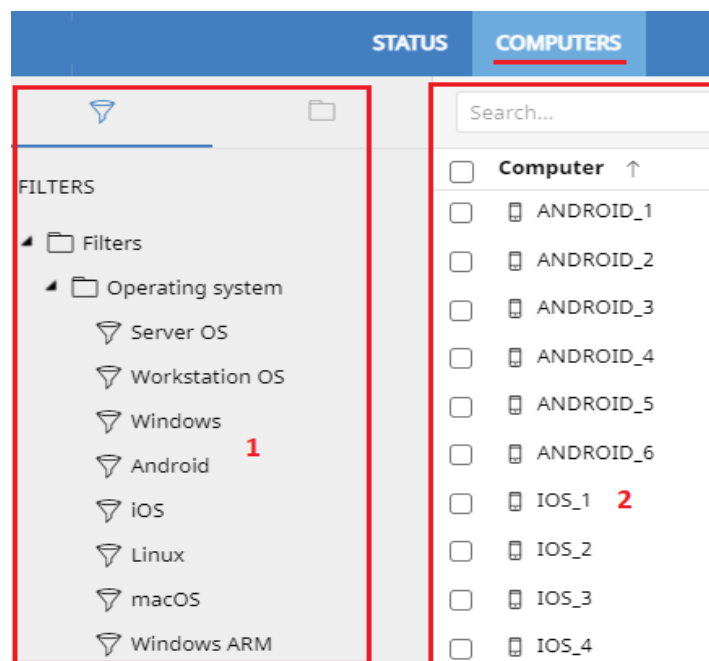 STATUS COMPUTERS
FILTERS
Filters
Operating system
Server OS
Workstation OS
Windows
Android
iOS
Linux
macOS
Windows ARM
1
Search...
Computer ↑
ANDROID_1
ANDROID_2
ANDROID_3
ANDROID_4
ANDROID_5
ANDROID_6
IOS_1 2
IOS_2
IOS_3
IOS_4